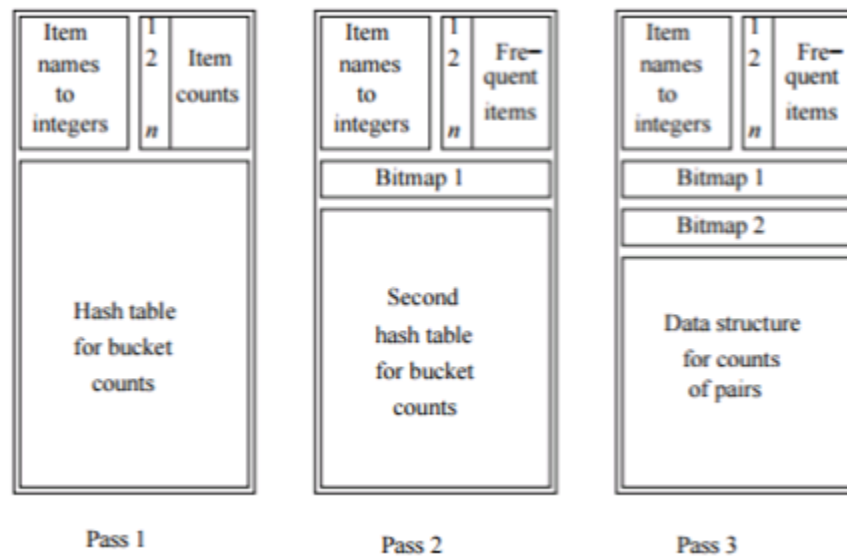 Item
names
to
integers
1
2
n
Item
counts
Hash table
for bucket
counts
Pass 1
Item
names
to
integers
1
2
n
Fre-
quent
items
Bitmap 1
Second
hash table
for bucket
counts
Pass 2
Item
names
to
integers
1
2
n
Fre-
quent
items
Bitmap 1
Bitmap 2
Data structure
for counts
of pairs
Pass 3